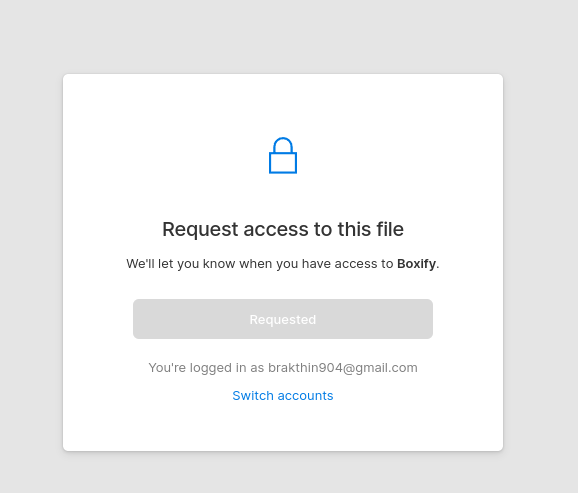 Request access to this file
We'll let you know when you have access to Boxify.
Requested
You're logged in as brakthin904@gmail.com
Switch accounts